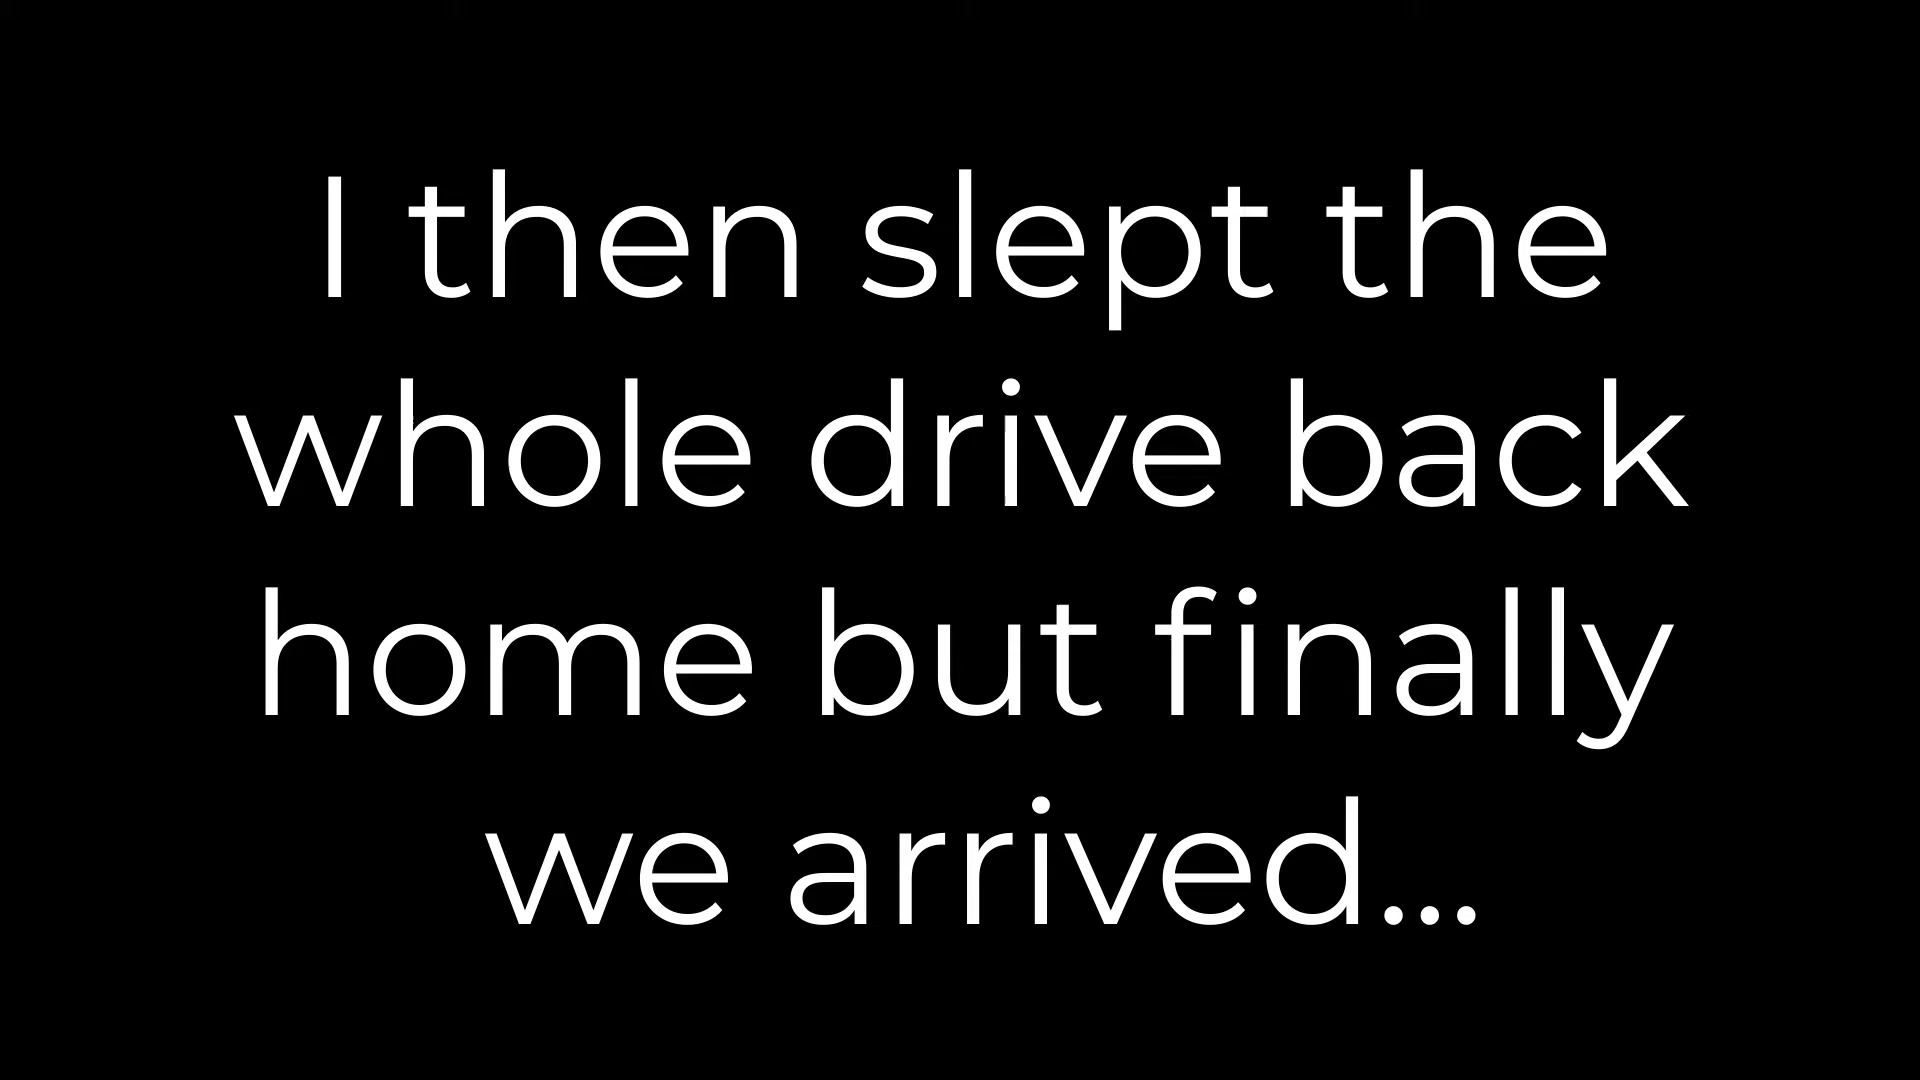 I then slept the
whole drive back
home but finally
we arrived...